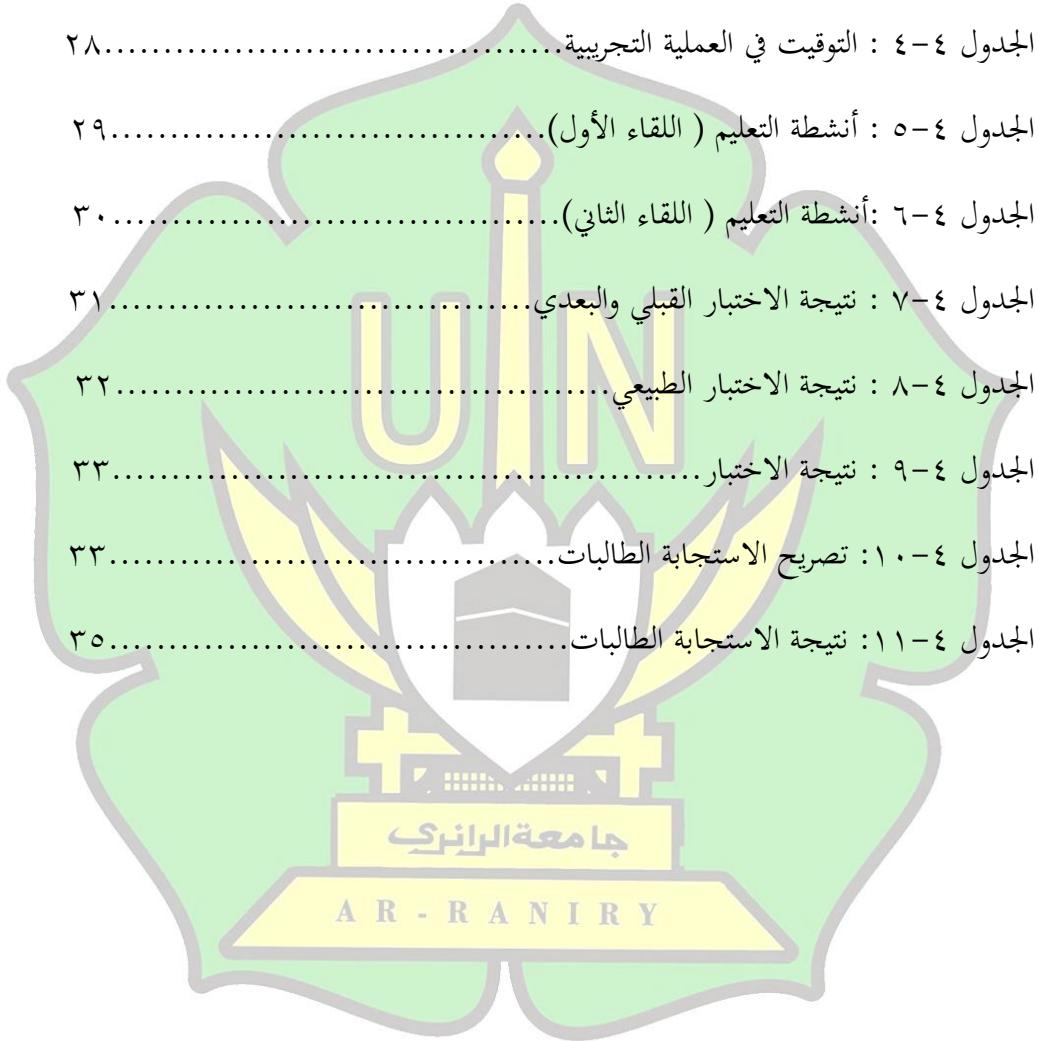 الجدول ٤-٤ : التوقيت في العملية التجريبية......................................٢٨
الجدول ٤-٥ : أنشطة التعليم ( اللقاء الأول)....................................٢٩
الجدول ٤-٦ :أنشطة التعليم ( اللقاء الثاني).....................................٣٠
الجدول ٤-٧ : نتيجة الاختبار القبلي والبعدي...................................٣١
الجدول ٤-٨ : نتيجة الاختبار الطبيعي.........................................٣٢
الجدول ٤-٩ : نتيجة الاختبار.................................................٣٣
الجدول ٤-١٠: تصريح الاستجابة الطالبات.....................................٣٣
الجدول ٤-١١: نتيجة الاستجابة الطالبات......................................٣٥
UIN
جامعةالرانري
AR-RANIRY